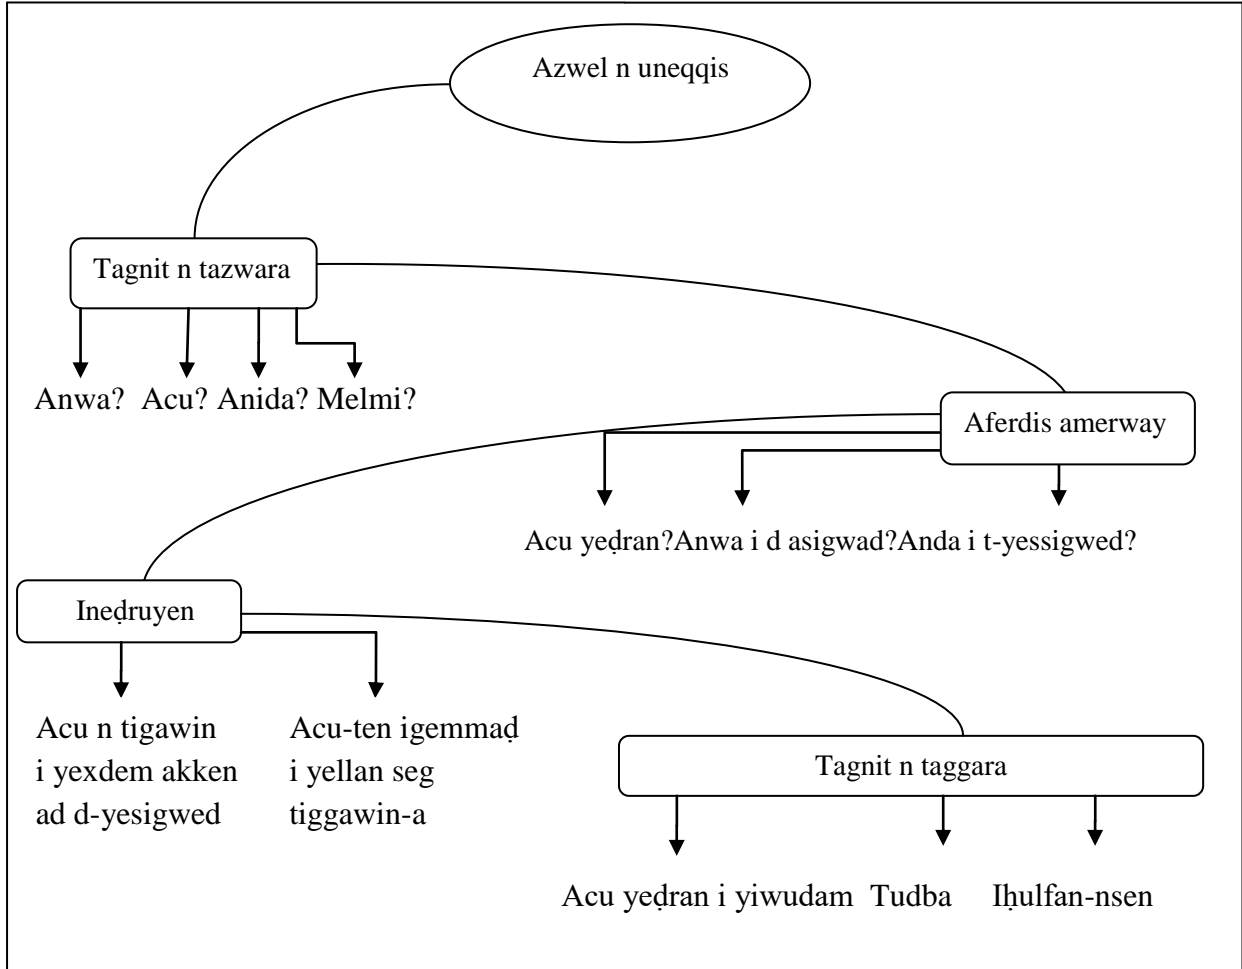 Azwel n uneqqis
Tagnit n tazwara
Anwa? Acu? Anida? Melmi?
Aferdis amerway
Acu yeḍran?Anwa i d asigwad?Anda i t-yessigwed?
Ineḍruyen
Acu n tigawin
i yexdem akken
ad d-yesigwed
Acu-ten igemmaḍ
i yellan seg
tiggawin-a
Tagnit n taggara
Acu yeḍran i yiwudam Tudba Iḥulfan-nsen